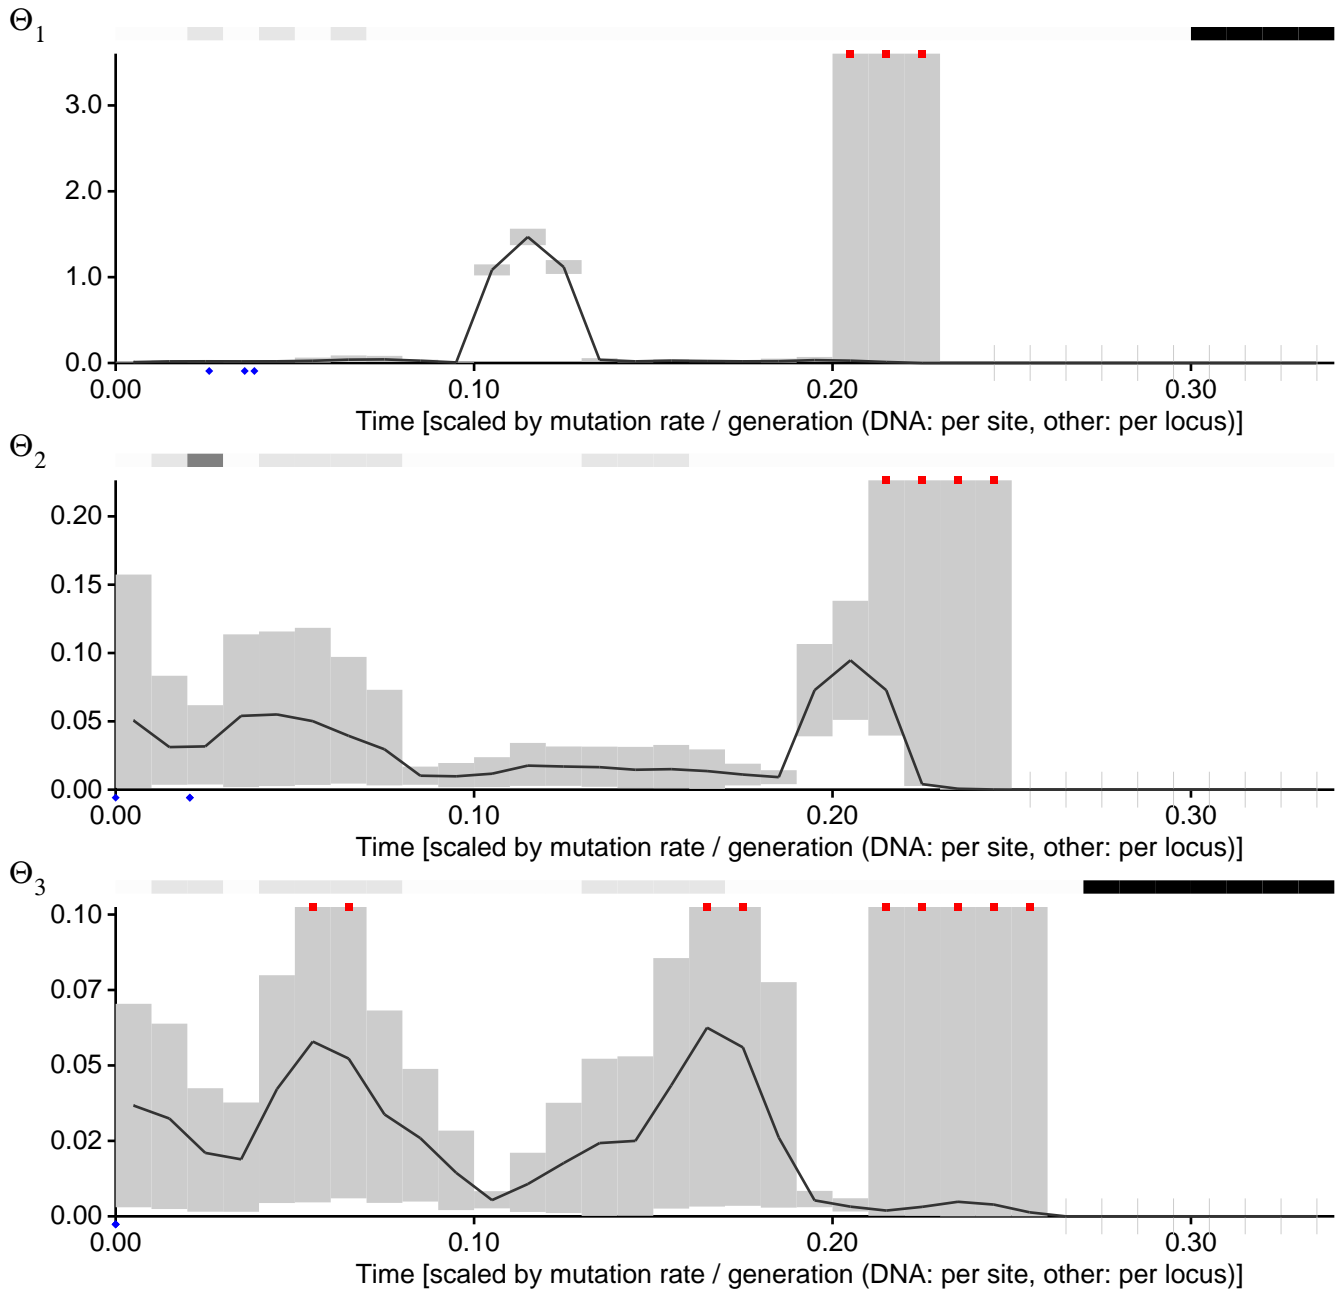 Θ1
3.0
2.0
1.0
0.0
0.00 0.10 0.20 0.30
Time [scaled by mutation rate / generation (DNA: per site, other: per locus)]
Θ2
0.20
0.15
0.10
0.05
0.00
0.00 0.10 0.20 0.30
Time [scaled by mutation rate / generation (DNA: per site, other: per locus)]
Θ3
0.10
0.07
0.05
0.02
0.00
0.00 0.10 0.20 0.30
Time [scaled by mutation rate / generation (DNA: per site, other: per locus)]